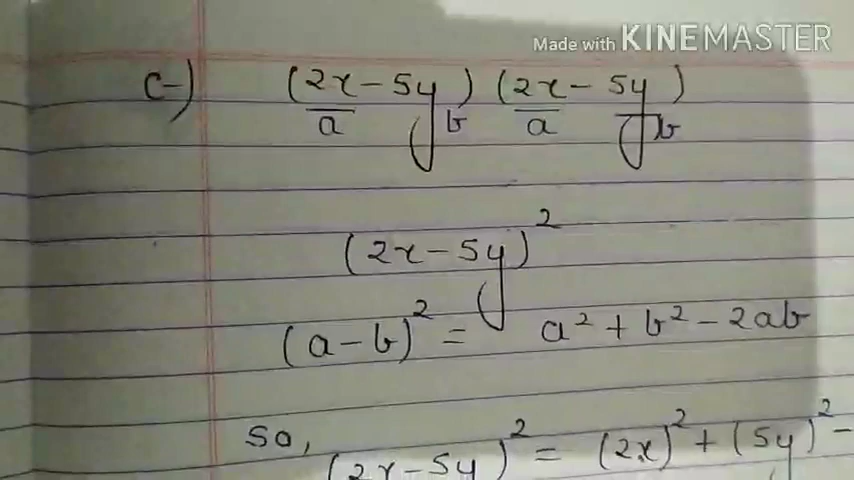 Made with KINEMASTER
c-) (2x - 5y) (2x - 5y)
a b a b
(2x - 5y)²
(a - b)² = a² + b² - 2ab
So,
(2x - 5y)² = (2x)² + (5y)² -